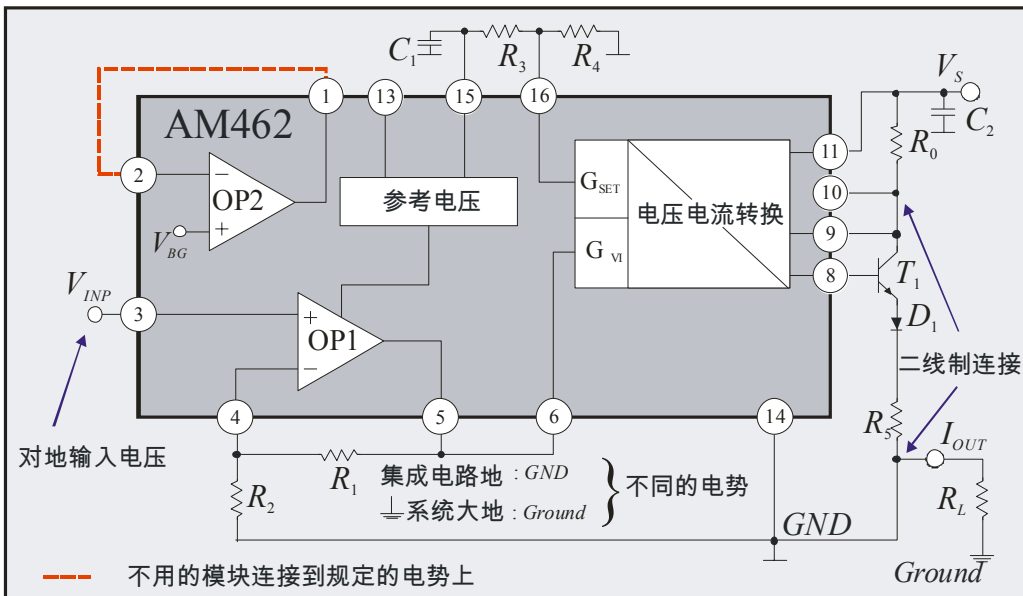 C1
R3
R4
VS
1
13
15
16
AM462
C2
R0
11
2
OP2
VBG
参考电压
GSET
G VI
电压电流转换
10
9
8
T1
VINP
3
OP1
D1
二线制连接
4
5
6
14
对地输入电压
R1
R2
集成电路地 : GND
系统大地 : Ground
不同的电势
R5
IOUT
RL
GND
Ground
不用的模块连接到规定的电势上